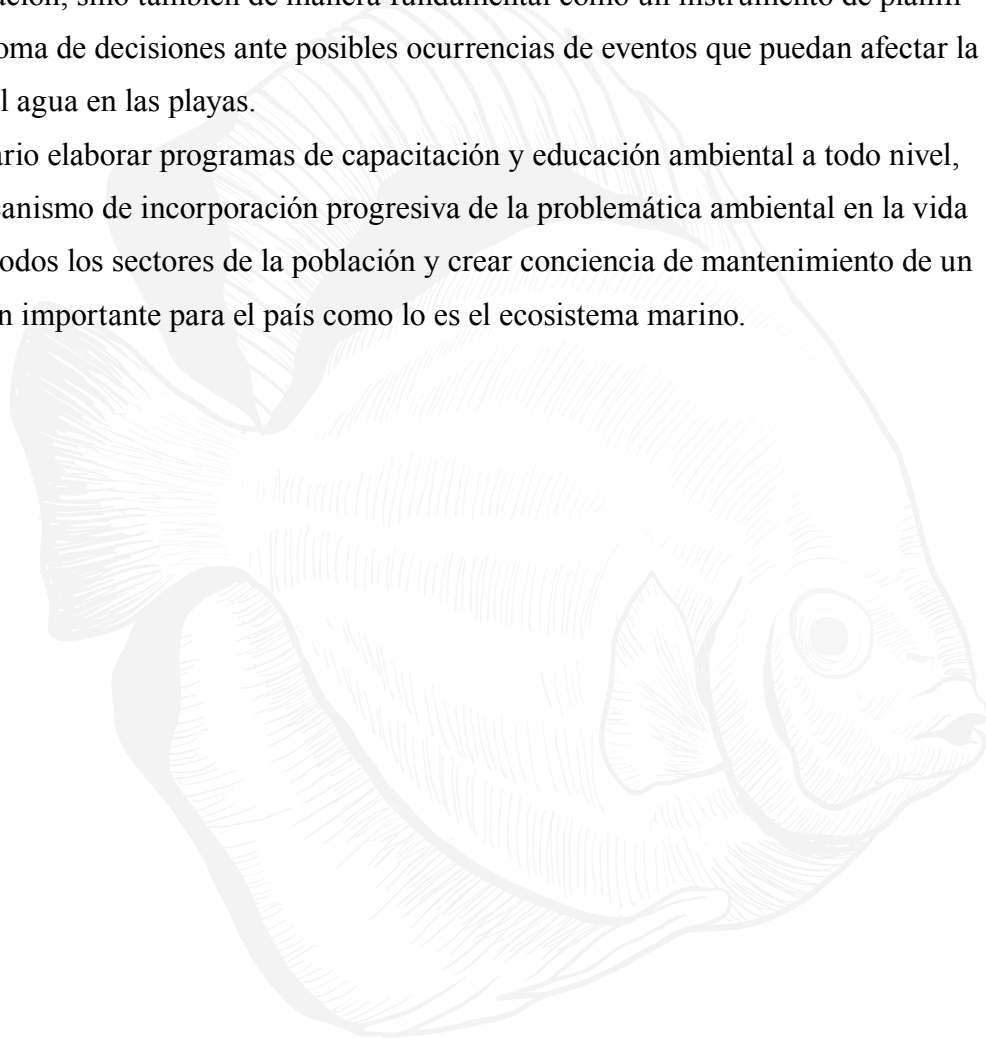 ación, sino también de manera fundamental como un instrumento de planifi
oma de decisiones ante posibles ocurrencias de eventos que puedan afectar la
l agua en las playas.
ario elaborar programas de capacitación y educación ambiental a todo nivel,
canismo de incorporación progresiva de la problemática ambiental en la vida
odos los sectores de la población y crear conciencia de mantenimiento de un
n importante para el país como lo es el ecosistema marino.